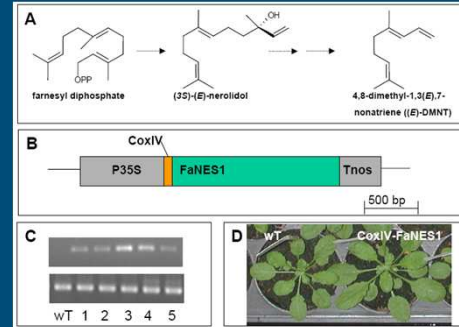 A
OH
OPP
farnesyl diphosphate
(3S)-(E)-nerolidol
4,8-dimethyl-1,3(E),7-
nonatriene ((E)-DMNT)
B
CoxIV
P35S
FaNES1
Tnos
500 bp
C
wT 1 2 3 4 5
D
wT
CoxIV-FaNES1